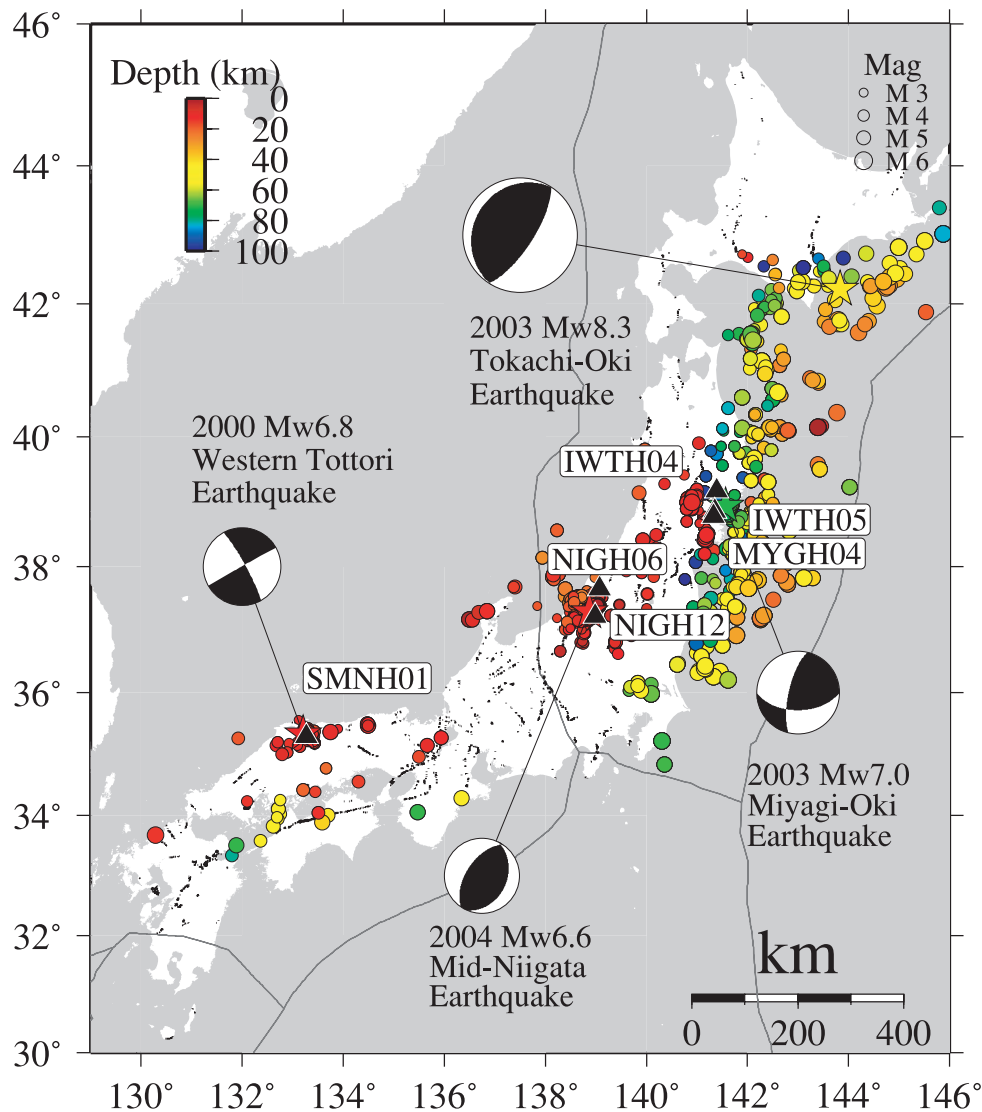 46°
44°
42°
40°
38°
36°
34°
32°
30°
130°
132°
134°
136°
138°
140°
142°
144°
146°
Depth (km)
0
20
40
60
80
100
Mag
M 3
M 4
M 5
M 6
2003 Mw8.3
Tokachi-Oki
Earthquake
2000 Mw6.8
Western Tottori
Earthquake
IWTH04
IWTH05
MYGH04
NIGH06
NIGH12
SMNH01
2003 Mw7.0
Miyagi-Oki
Earthquake
2004 Mw6.6
Mid-Niigata
Earthquake
km
0
200
400